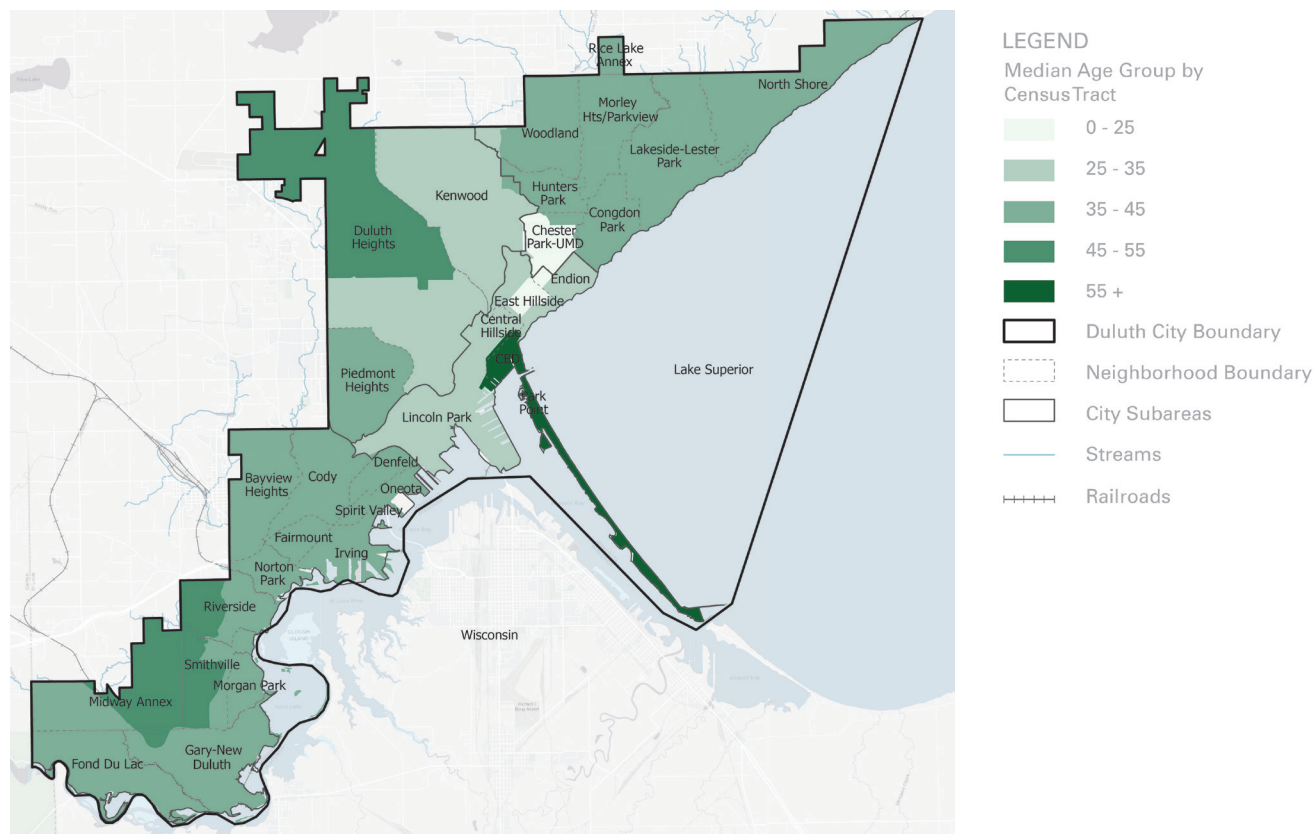 Rice Lake
Annex
North Shore
Morley
Hts/Parkview
Woodland
Lakeside-Lester
Park
Kenwood
Hunters
Park
Congdon
Park
Duluth
Heights
Chester
Park-UMD
Endion
East Hillside
Central
Hillside
CBD
Lake Superior
Piedmont
Heights
Park
Point
Lincoln Park
Denfeld
Cody
Bayview
Heights
Oneota
Spirit Valley
Fairmount
Irving
Norton
Park
Riverside
Wisconsin
Smithville
Morgan Park
Midway Annex
Gary-New
Duluth
Fond Du Lac
LEGEND
Median Age Group by
Census Tract
0 - 25
25 - 35
35 - 45
45 - 55
55 +
Duluth City Boundary
Neighborhood Boundary
City Subareas
Streams
Railroads